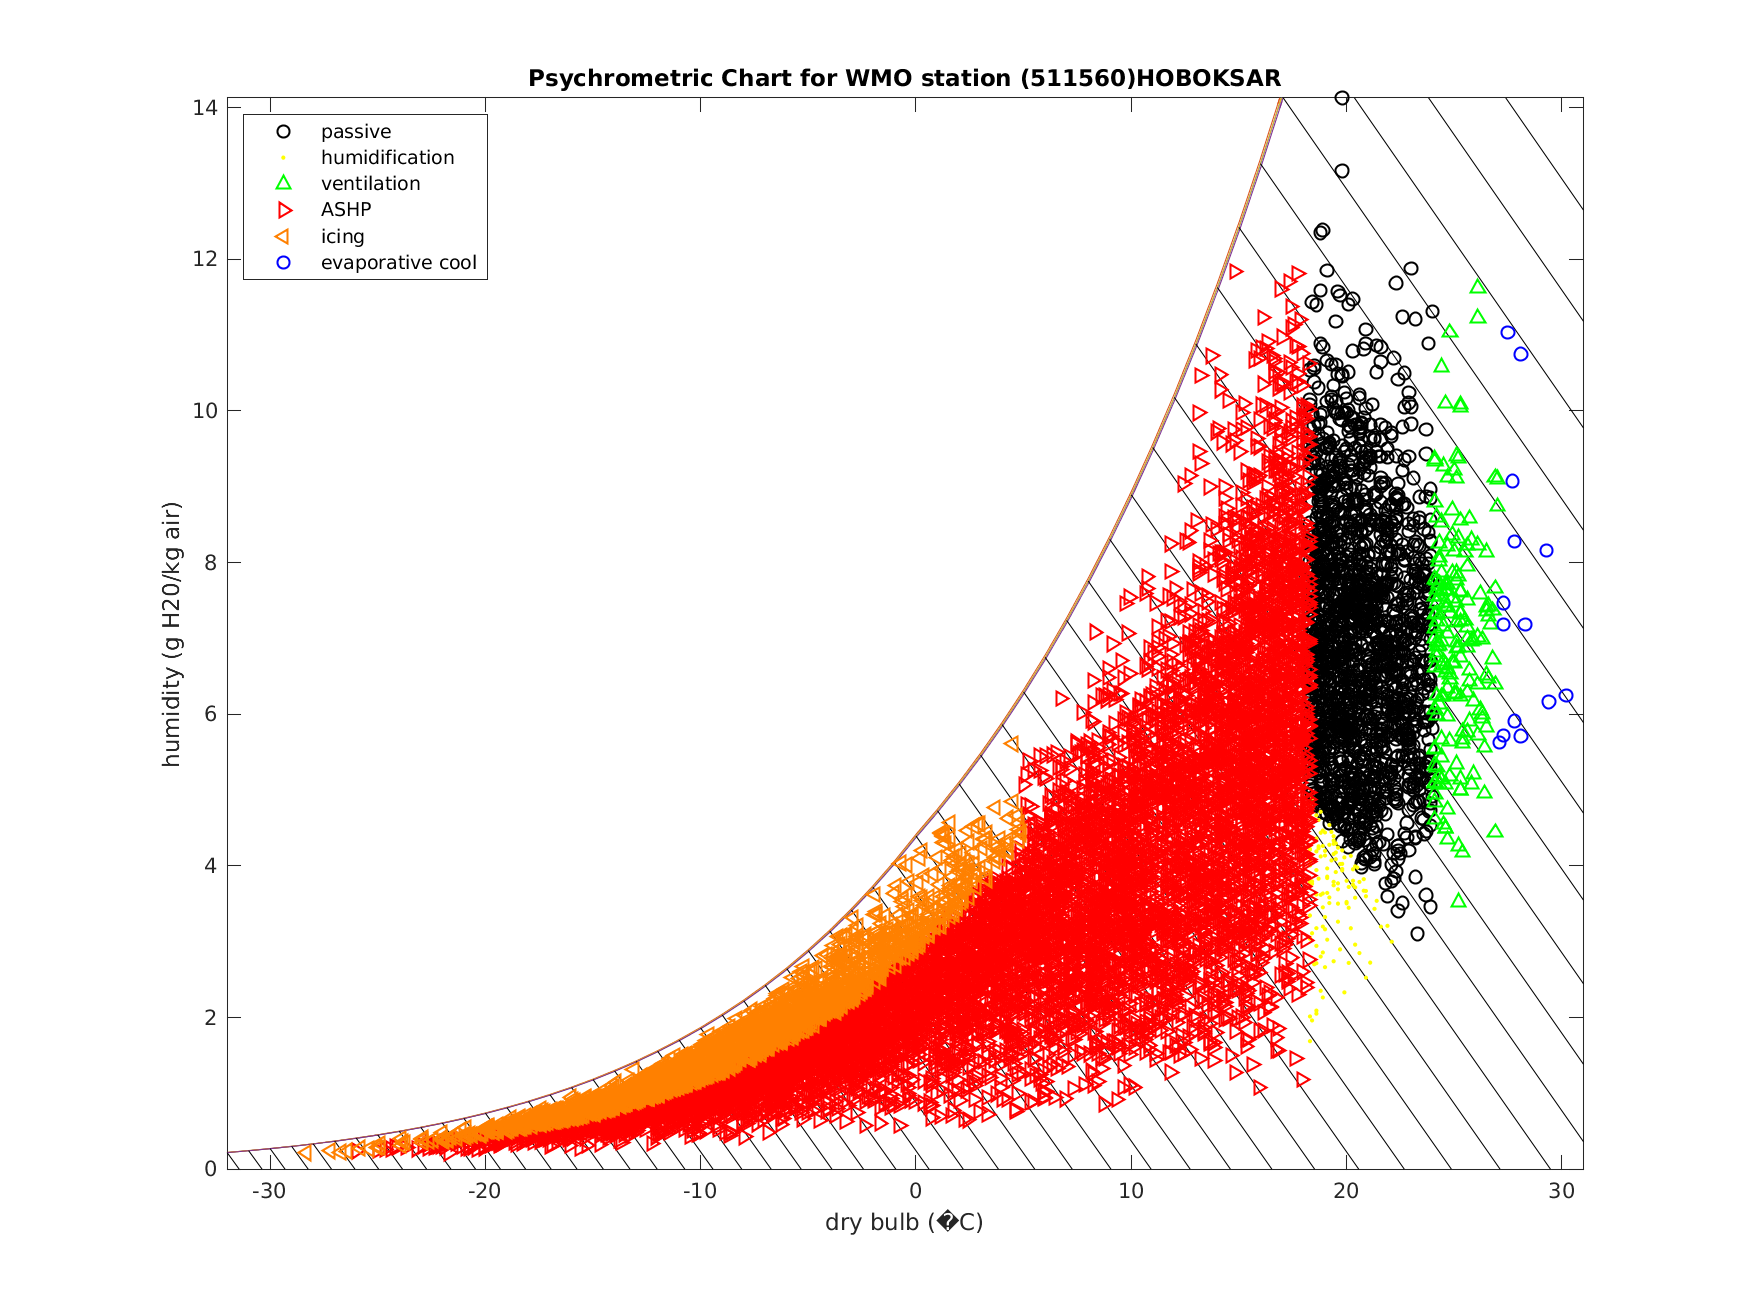 Psychrometric Chart for WMO station (511560)HOBOKSAR
14
12
10
8
6
4
2
0
humidity (g H20/kg air)
passive
humidification
ventilation
ASHP
icing
evaporative cool
-30
-20
-10
0
10
20
30
dry bulb (�C)